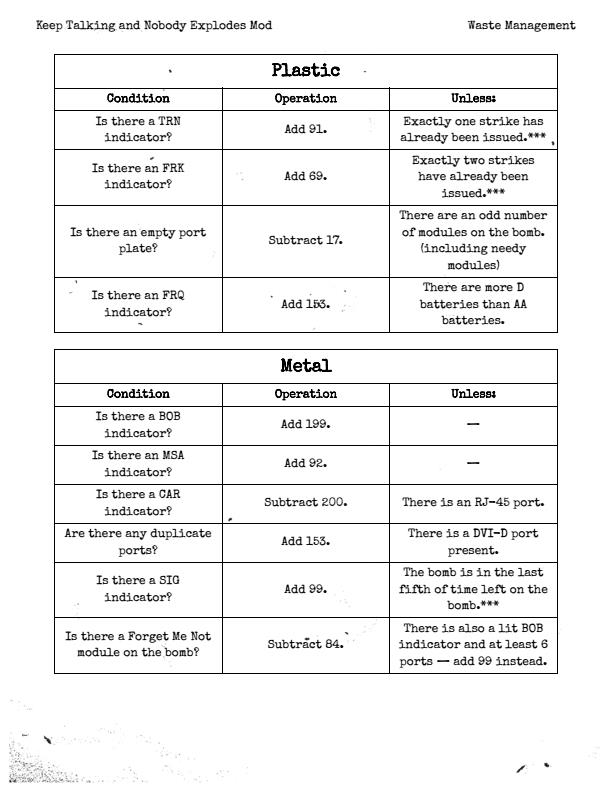 Keep Talking and Nobody Explodes Mod
Waste Management
Plastic
Condition
Operation
Unless:
Is there a TRN
indicator?
Add 91.
Exactly one strike has
already been issued.***
Is there an FRK
indicator?
Add 69.
Exactly two strikes
have already been
issued.***
Is there an empty port
plate?
Subtract 17.
There are an odd number
of modules on the bomb.
(including needy
modules)
Is there an FRQ
indicator?
Add 153.
There are more D
batteries than AA
batteries.
Metal
Condition
Operation
Unless:
Is there a BOB
indicator?
Add 199.
—
Is there an MSA
indicator?
Add 92.
—
Is there a CAR
indicator?
Subtract 200.
There is an RJ-45 port.
Are there any duplicate
ports?
Add 153.
There is a DVI-D port
present.
Is there a SIG
indicator?
Add 99.
The bomb is in the last
fifth of time left on the
bomb.***
Is there a Forget Me Not
module on the bomb?
Subtract 84.
There is also a lit BOB
indicator and at least 6
ports — add 99 instead.